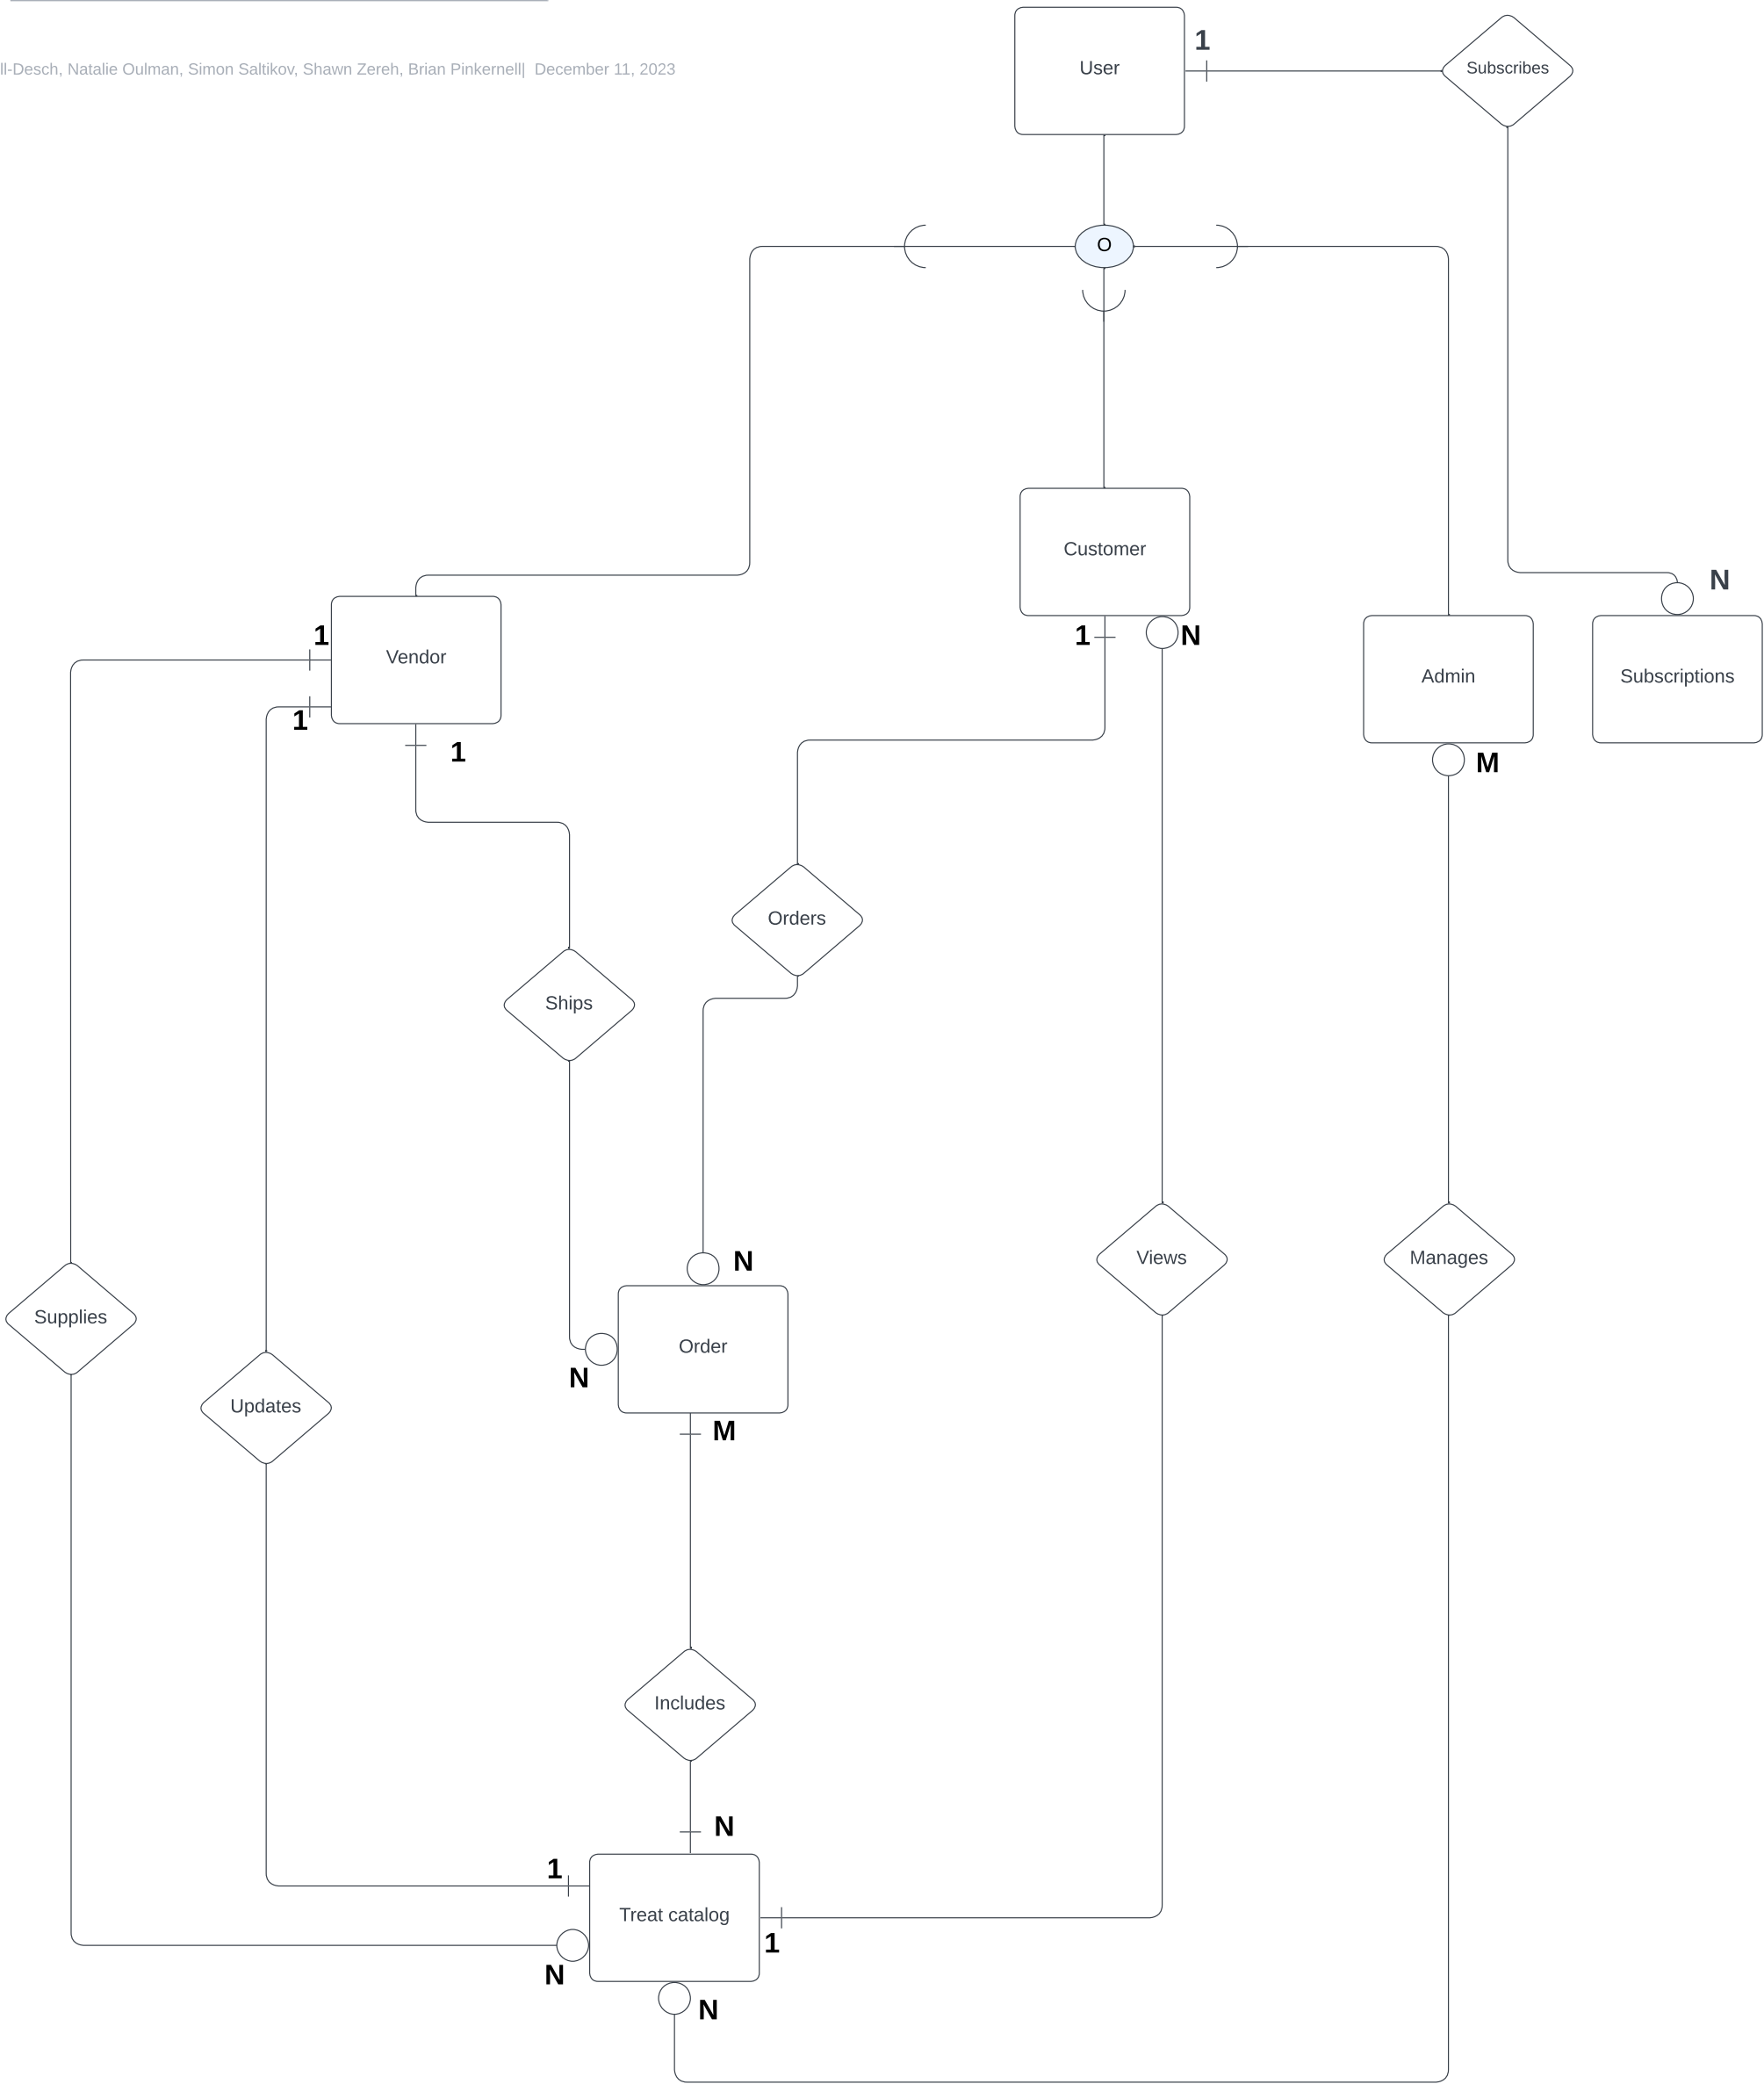 1
User
Subscribes
ll-Desch, Natalie Oulman, Simon Saltikov, Shawn Zereh, Brian Pinkernell| December 11, 2023
O
Customer
N
1
Vendor
1
N
Admin
Subscriptions
1
1
M
Orders
Ships
N
Views
Manages
Supplies
Order
N
Updates
M
Includes
N
1
Treat catalog
1
N
N